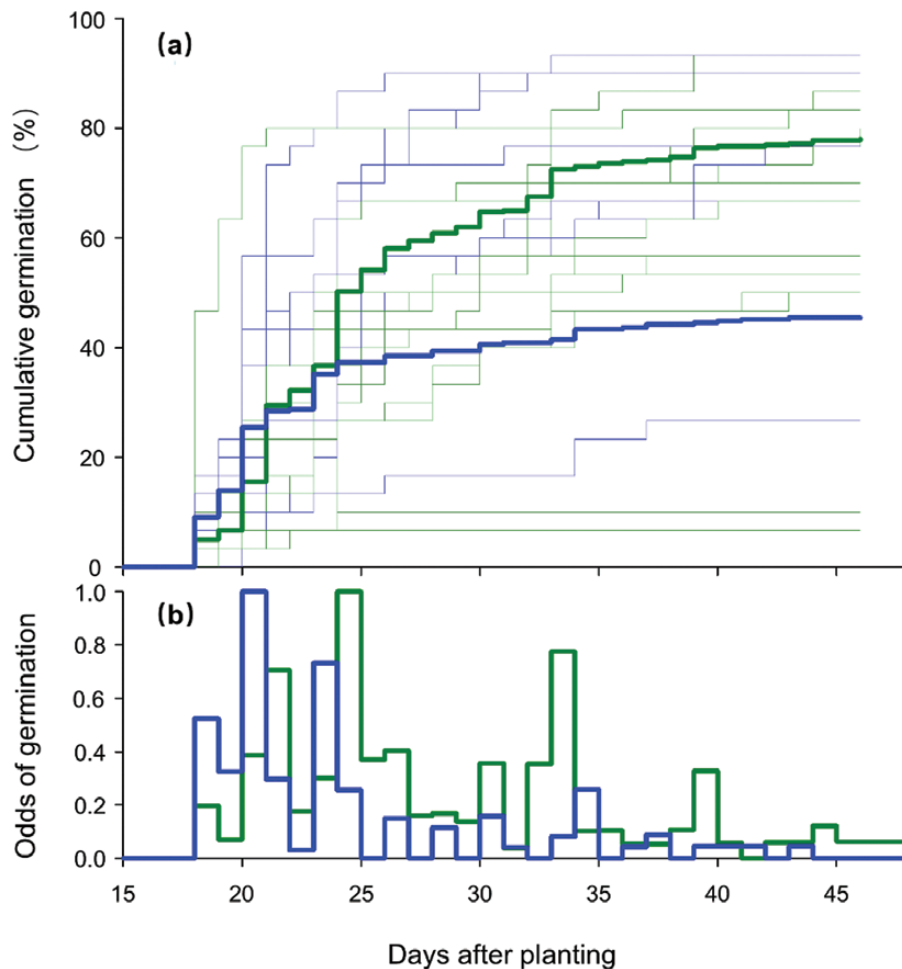 (a)
100
80
60
40
20
0
Cumulative germination (%)
(b)
1.0
0.8
0.6
0.4
0.2
0.0
Odds of germination
15 20 25 30 35 40 45
Days after planting